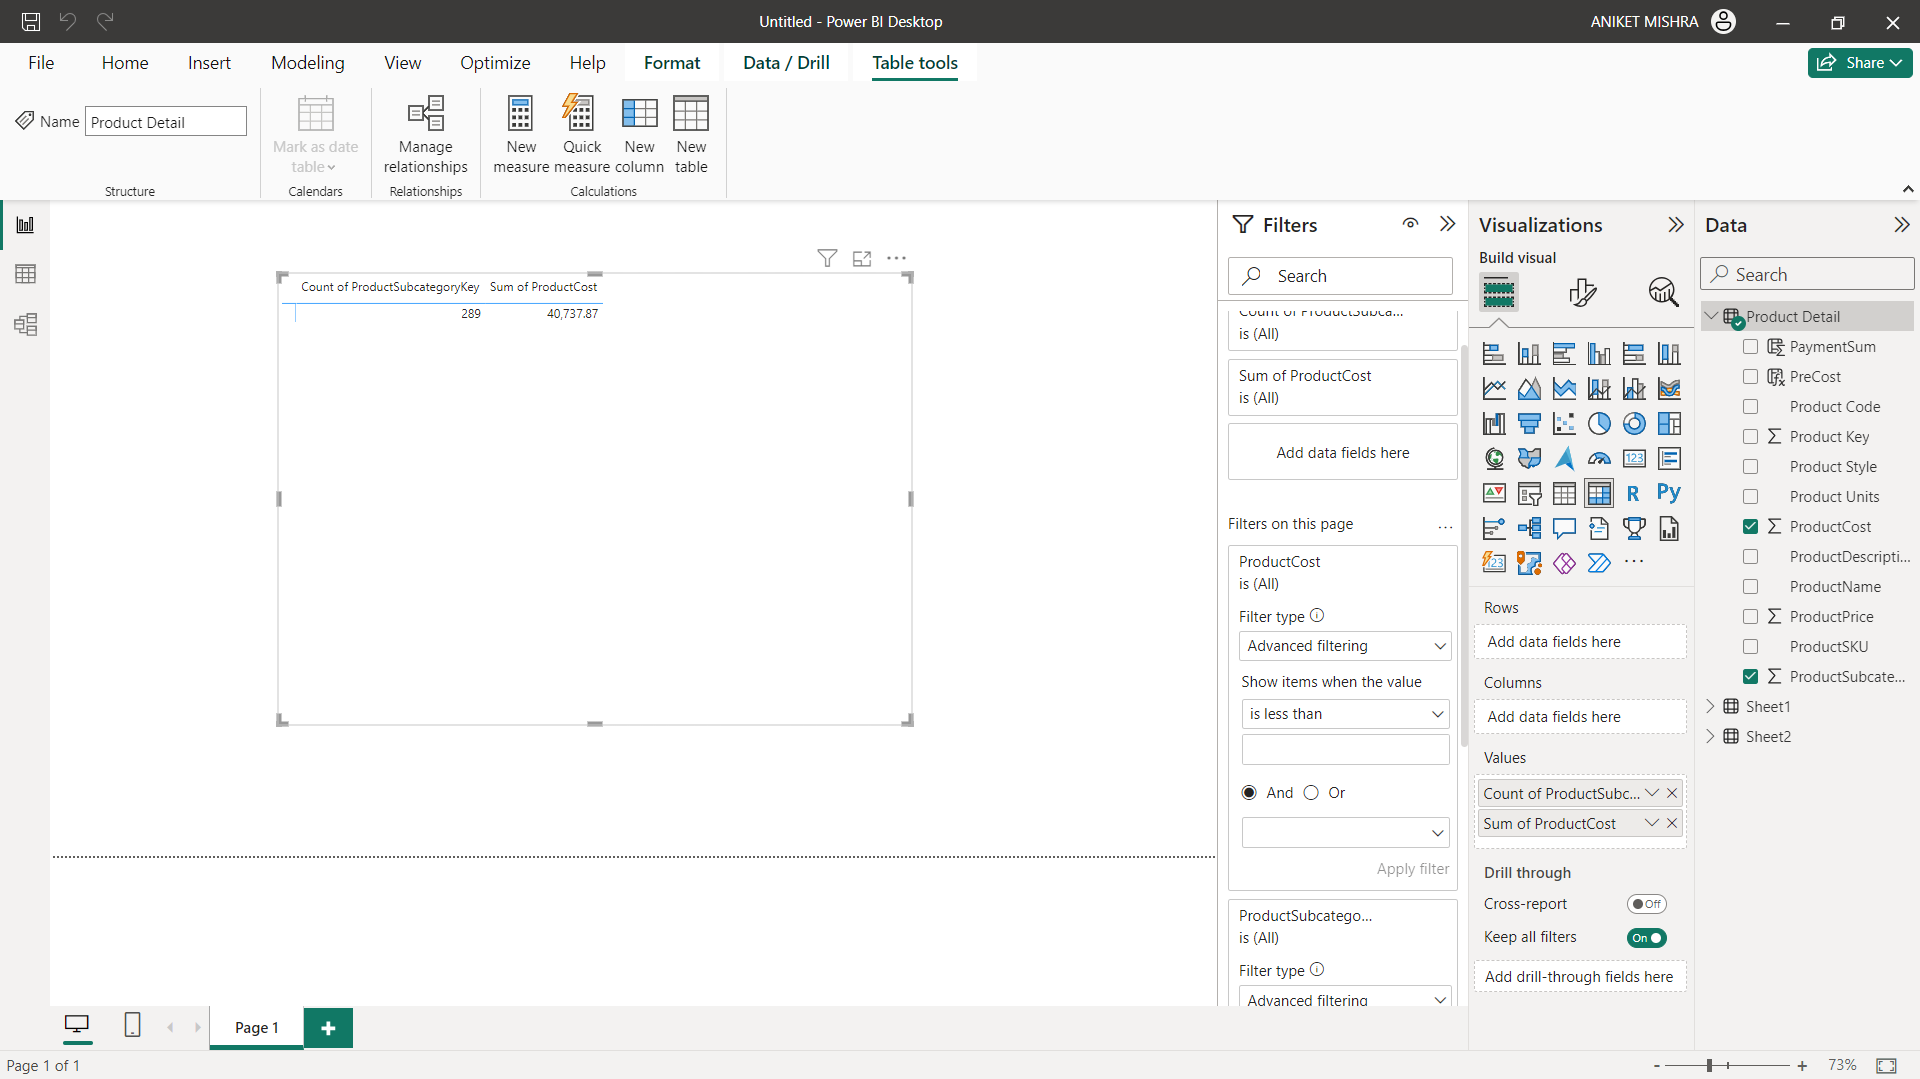 Untitled - Power BI Desktop
ANIKET MISHRA
File Home Insert Modeling View Optimize Help Format Data / Drill Table tools
Share
Name Product Detail
Mark as date table
Manage relationships
New measure
Quick measure
New column
New table
Structure
Calendars
Relationships
Calculations
Count of ProductSubcategoryKey Sum of ProductCost
289 40,737.87
Filters
Search
Count of ProductSubca...
is (All)
Sum of ProductCost
is (All)
Add data fields here
Filters on this page
...
ProductCost
is (All)
Filter type
Advanced filtering
Show items when the value
is less than
And Or
Apply filter
ProductSubcatego...
is (All)
Filter type
Advanced filtering
Visualizations
Build visual
123
R Py
123
...
Rows
Add data fields here
Columns
Add data fields here
Values
Count of ProductSubc...
Sum of ProductCost
Drill through
Cross-report Off
Keep all filters On
Add drill-through fields here
Data
Search
Product Detail
PaymentSum
PreCost
Product Code
Product Key
Product Style
Product Units
ProductCost
ProductDescripti...
ProductName
ProductPrice
ProductSKU
ProductSubcate...
Sheet1
Sheet2
Page 1
+
Page 1 of 1
- + 73%